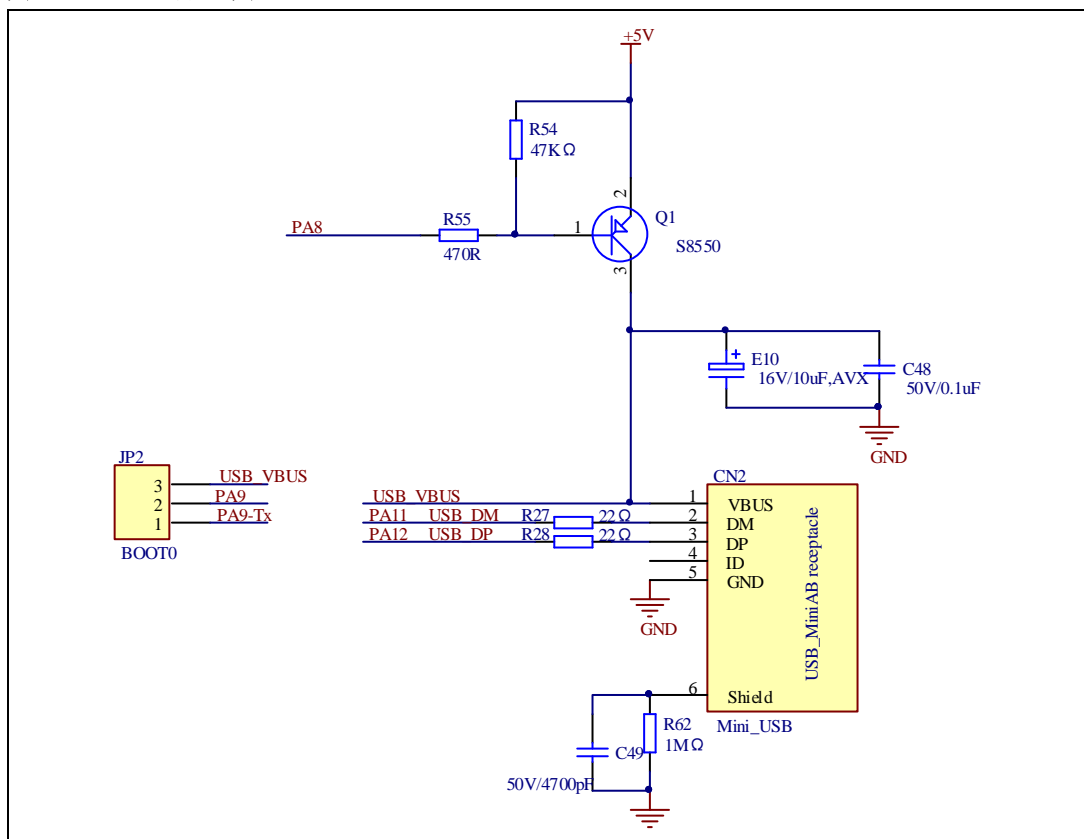 +5V
R54
47KΩ
2
Q1
PA8
R55
1
470R
S8550
3
E10
16V/10uF,AVX
C48
50V/0.1uF
GND
JP2
CN2
3 USB_VBUS
USB_VBUS
1 VBUS
2 PA9
PA11 USB_DM R27 22Ω 2 DM
1 PA9-Tx
PA12 USB_DP R28 22Ω 3 DP
BOOT0
4 ID
5 GND
USB_MiniAB receptacle
GND
6 Shield
R62
1MΩ
Mini_USB
C49
50V/4700pF